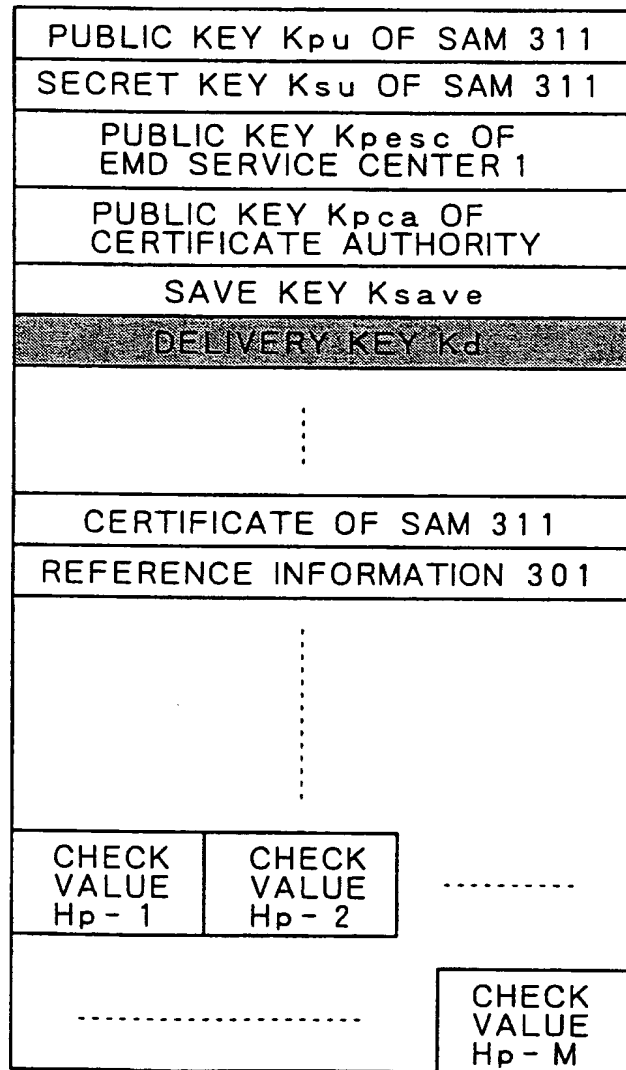 PUBLIC KEY Kpu OF SAM 311
SECRET KEY Ksu OF SAM 311
PUBLIC KEY Kpesc OF
EMD SERVICE CENTER 1
PUBLIC KEY Kpca OF
CERTIFICATE AUTHORITY
SAVE KEY Ksave
DELIVERY KEY Kd
CERTIFICATE OF SAM 311
REFERENCE INFORMATION 301
CHECK
VALUE
Hp-1
CHECK
VALUE
Hp-2
CHECK
VALUE
Hp-M